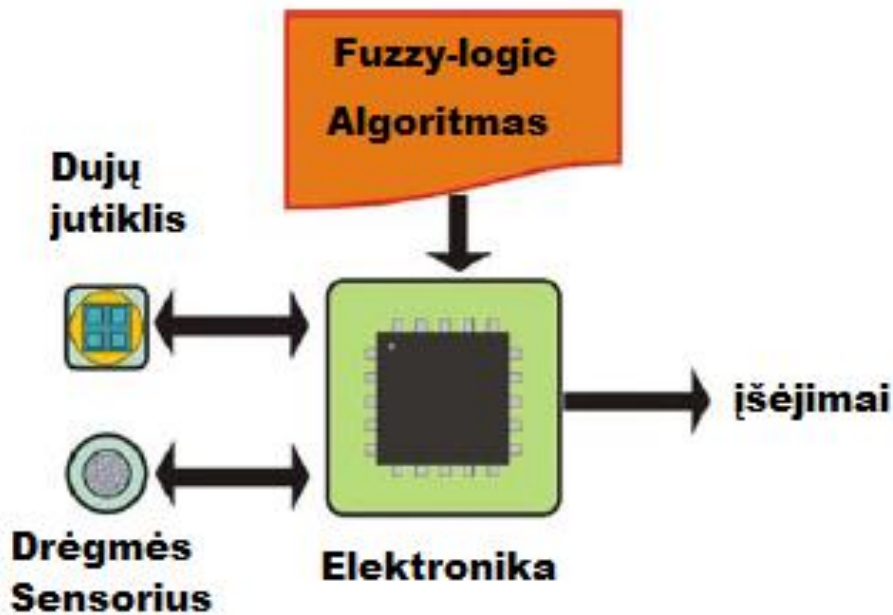 Fuzzy-logic
Algoritmas
Dujų
jutiklis
įšėjimai
Drėgmės
Sensorius
Elektronika